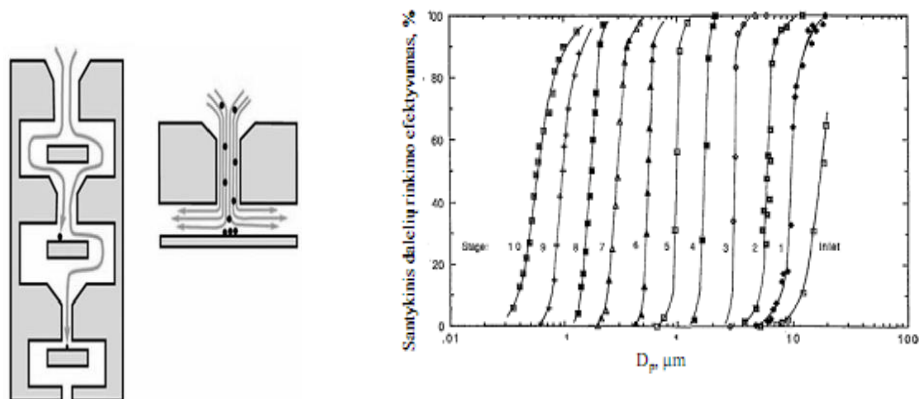 Santykinis dalelių rinkimo efektyvumas, %
100
80
60
40
20
0
Stage: 10 9 8 7 6 5 4 3 2 1 Inlet
.01 .1 1 10 100
Dp, μm